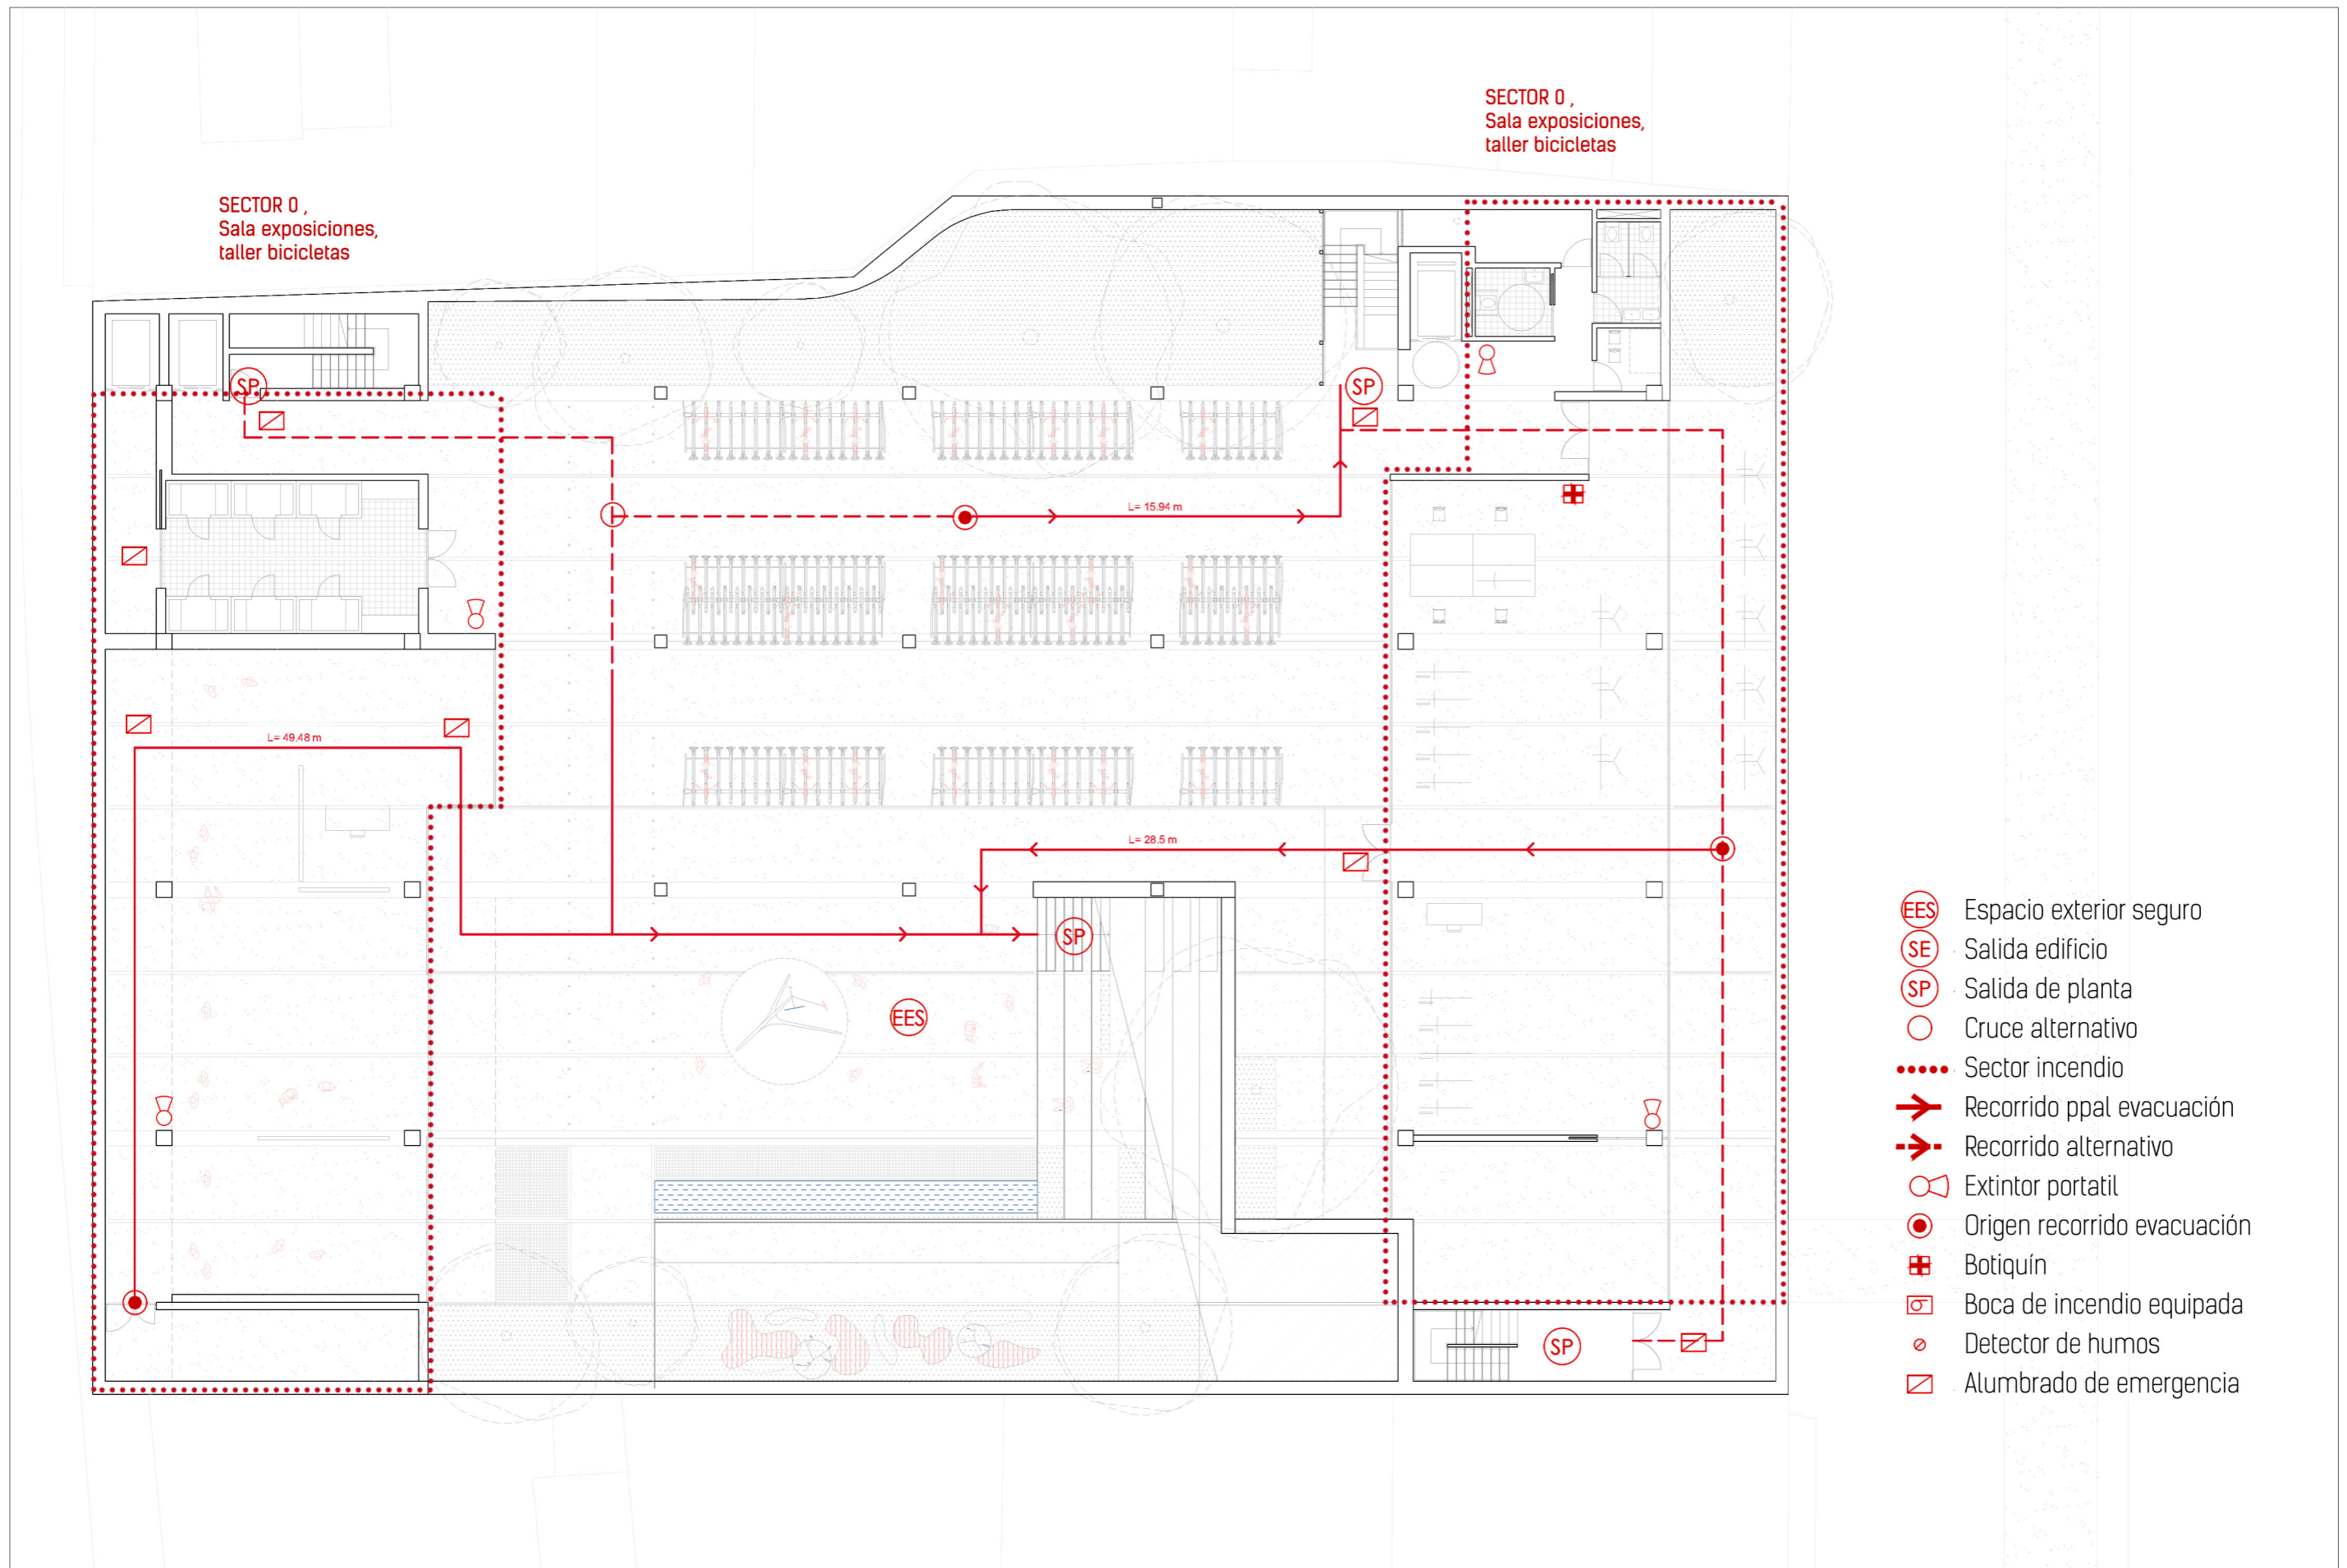 SECTOR 0 ,
Sala exposiciones,
taller bicicletas
SECTOR 0 ,
Sala exposiciones,
taller bicicletas
SP
SP
L= 15.94 m
L= 49.48 m
L= 28.5 m
SP
EES
SP
EES Espacio exterior seguro
SE Salida edificio
SP Salida de planta
Cruce alternativo
Sector incendio
Recorrido ppal evacuación
Recorrido alternativo
Extintor portatil
Origen recorrido evacuación
Botiquín
Boca de incendio equipada
Detector de humos
Alumbrado de emergencia